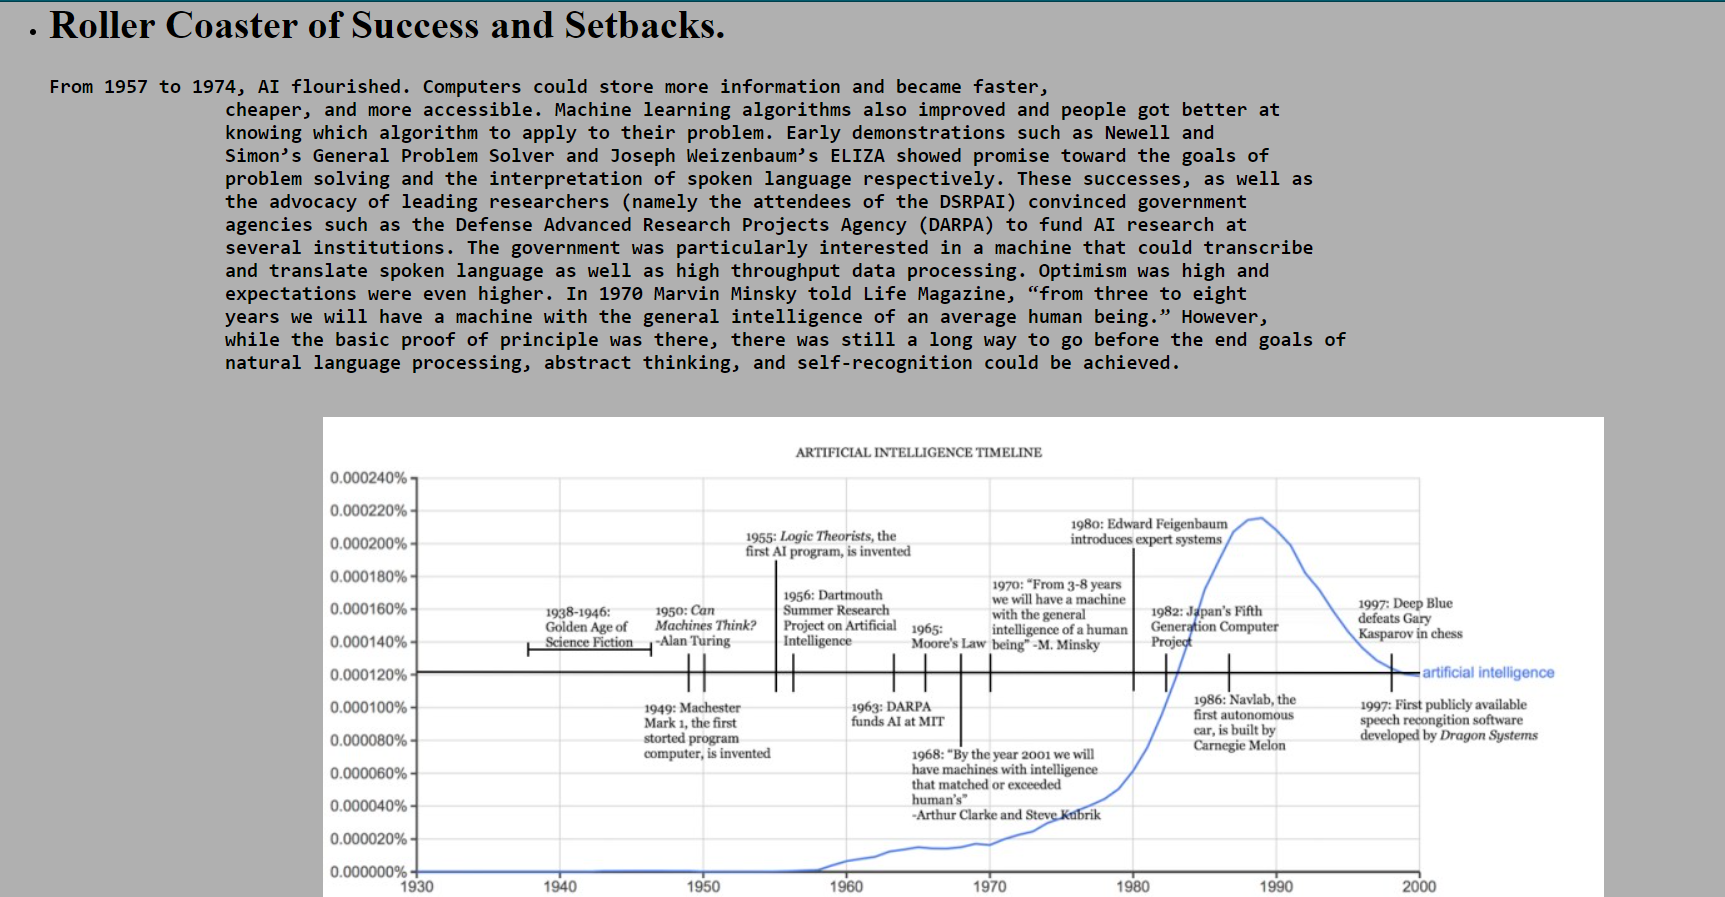 • Roller Coaster of Success and Setbacks.
From 1957 to 1974, AI flourished. Computers could store more information and became faster,
cheaper, and more accessible. Machine learning algorithms also improved and people got better at
knowing which algorithm to apply to their problem. Early demonstrations such as Newell and
Simon’s General Problem Solver and Joseph Weizenbaum’s ELIZA showed promise toward the goals of
problem solving and the interpretation of spoken language respectively. These successes, as well as
the advocacy of leading researchers (namely the attendees of the DSRPAI) convinced government
agencies such as the Defense Advanced Research Projects Agency (DARPA) to fund AI research at
several institutions. The government was particularly interested in a machine that could transcribe
and translate spoken language as well as high throughput data processing. Optimism was high and
expectations were even higher. In 1970 Marvin Minsky told Life Magazine, “from three to eight
years we will have a machine with the general intelligence of an average human being.” However,
while the basic proof of principle was there, there was still a long way to go before the end goals of
natural language processing, abstract thinking, and self-recognition could be achieved.
ARTIFICIAL INTELLIGENCE TIMELINE
0.000240%
0.000220%
0.000200%
0.000180%
0.000160%
0.000140%
0.000120%
0.000100%
0.000080%
0.000060%
0.000040%
0.000020%
0.000000%
1938-1946:
Golden Age of
Science Fiction
1950: Can
Machines Think?
-Alan Turing
1955: Logic Theorists, the
first AI program, is invented
1956: Dartmouth
Summer Research
Project on Artificial
Intelligence
1965:
Moore's Law
1970: "From 3-8 years
we will have a machine
with the general
intelligence of a human
being" -M. Minsky
1980: Edward Feigenbaum
introduces expert systems
1982: Japan's Fifth
Generation Computer
Project
1997: Deep Blue
defeats Gary
Kasparov in chess
artificial intelligence
1949: Machester
Mark 1, the first
storted program
computer, is invented
1963: DARPA
funds AI at MIT
1968: "By the year 2001 we will
have machines with intelligence
that matched or exceeded
human's"
-Arthur Clarke and Steve Kubrik
1986: Navlab, the
first autonomous
car, is built by
Carnegie Melon
1997: First publicly available
speech recongition software
developed by Dragon Systems
1930
1940
1950
1960
1970
1980
1990
2000